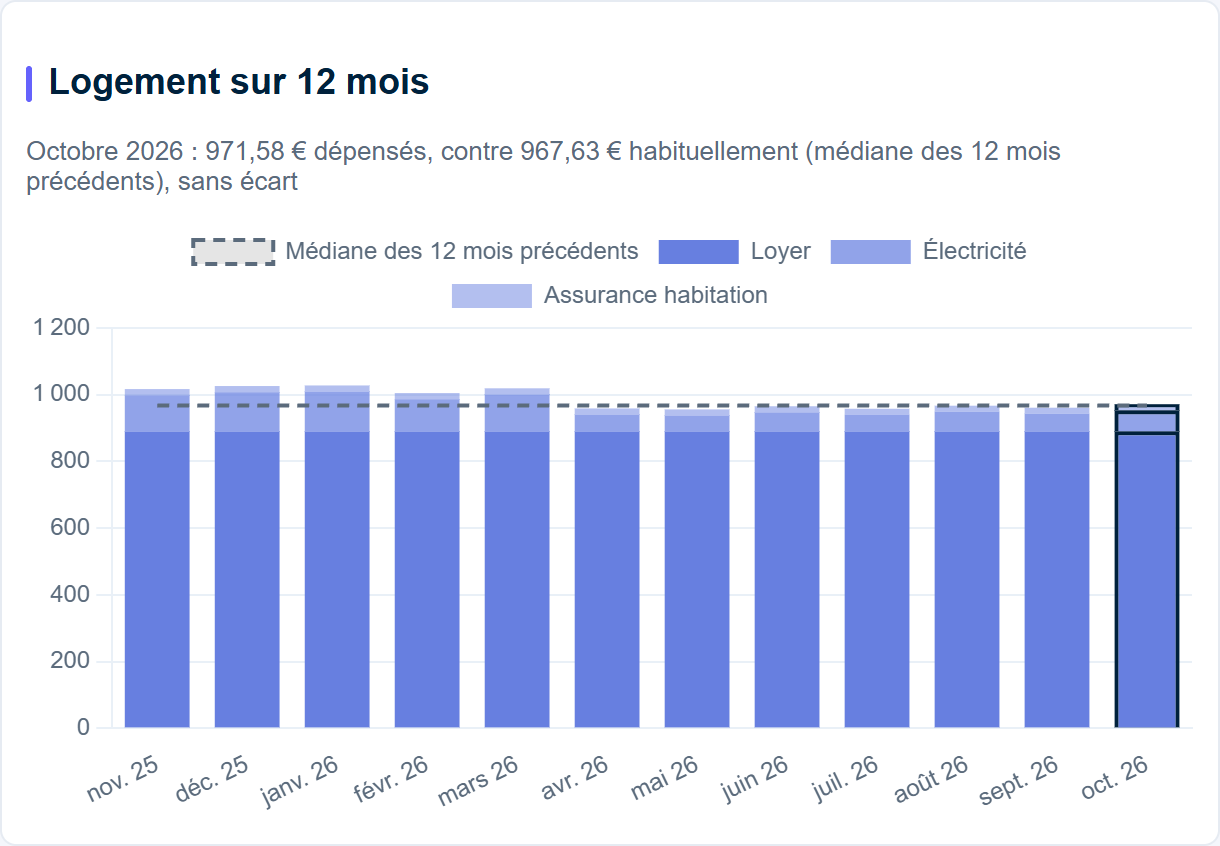 Logement sur 12 mois
Octobre 2026 : 971,58 € dépensés, contre 967,63 € habituellement (médiane des 12 mois
précédents), sans écart
Médiane des 12 mois précédents Loyer Électricité
Assurance habitation
1 200
1 000
800
600
400
200
0
nov. 25 déc. 25 janv. 26 févr. 26 mars 26 avr. 26 mai 26 juin 26 juil. 26 août 26 sept. 26 oct. 26